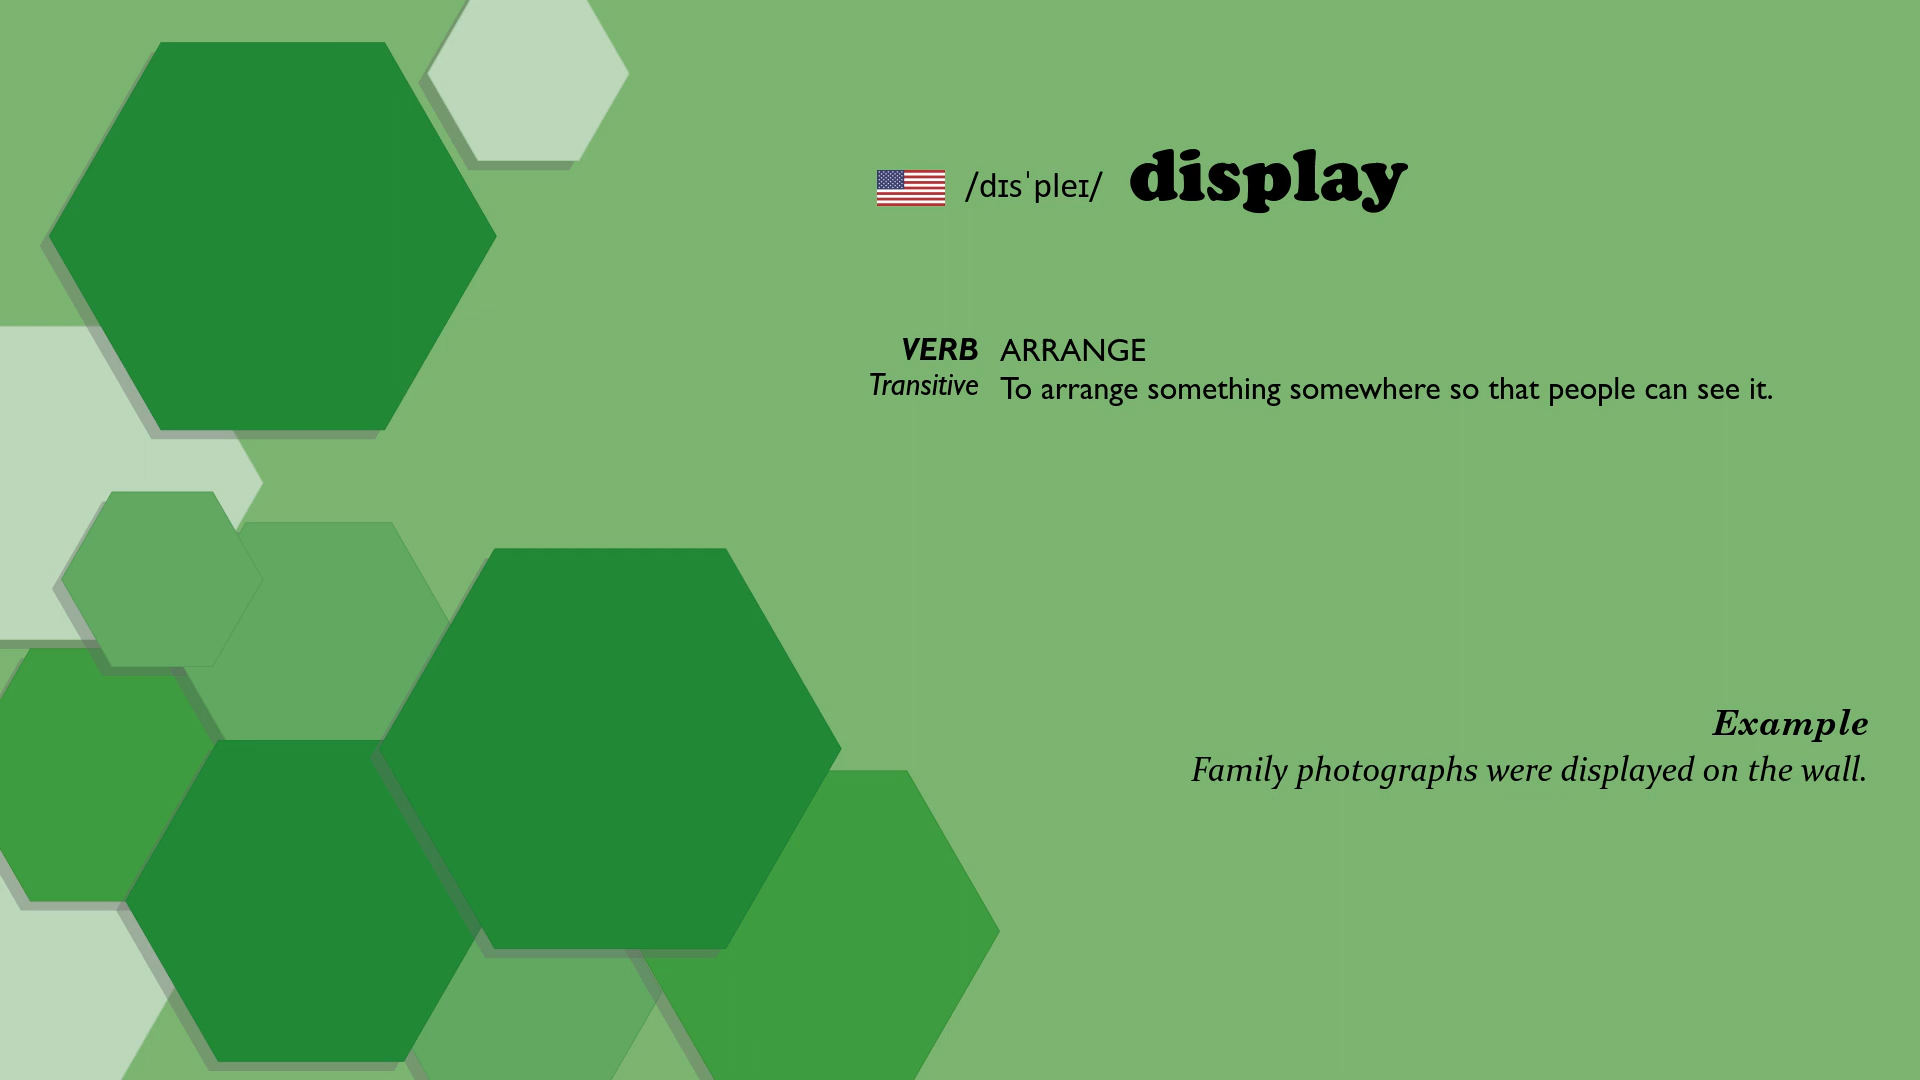 /dɪsˈpleɪ/ display
VERB ARRANGE
Transitive To arrange something somewhere so that people can see it.
Example
Family photographs were displayed on the wall.